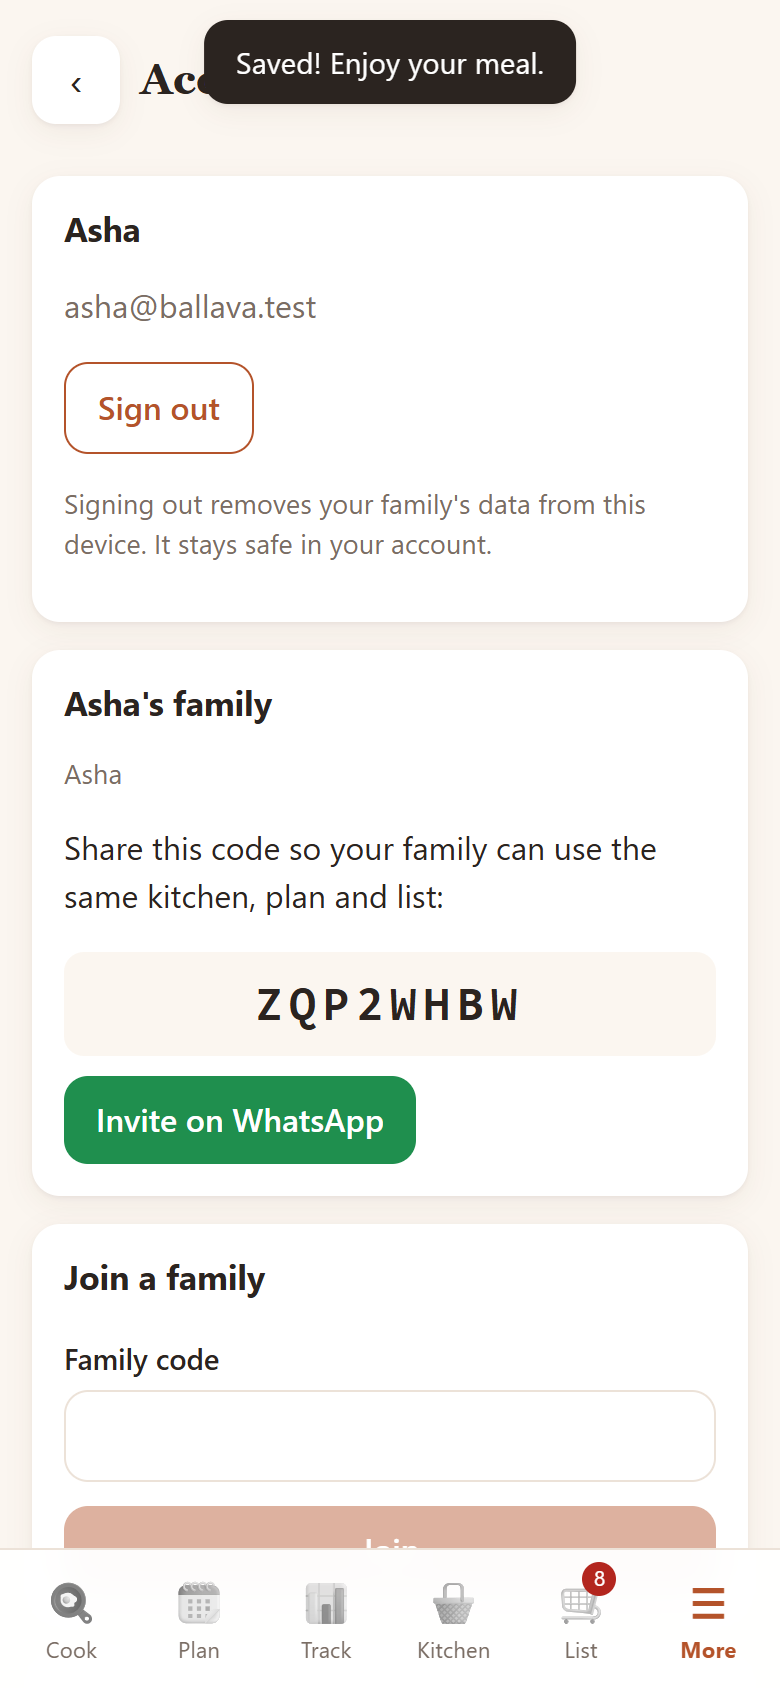 Saved! Enjoy your meal.
Asha
asha@ballava.test
Sign out
Signing out removes your family's data from this
device. It stays safe in your account.
Asha's family
Asha
Share this code so your family can use the
same kitchen, plan and list:
ZQP2WHBW
Invite on WhatsApp
Join a family
Family code
Join
8
Cook
Plan
Track
Kitchen
List
More